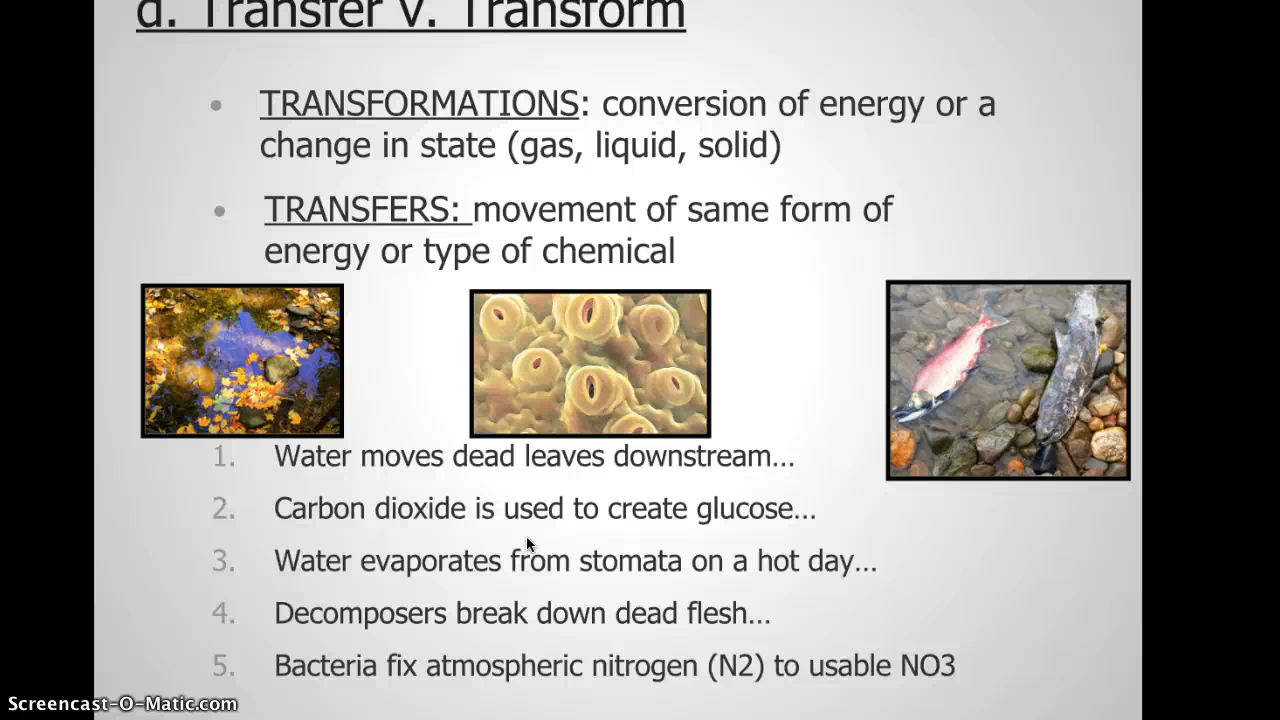 d. Transfer v. Transform
• TRANSFORMATIONS: conversion of energy or a
change in state (gas, liquid, solid)
• TRANSFERS: movement of same form of
energy or type of chemical
1. Water moves dead leaves downstream...
2. Carbon dioxide is used to create glucose...
3. Water evaporates from stomata on a hot day...
4. Decomposers break down dead flesh...
5. Bacteria fix atmospheric nitrogen (N2) to usable NO3
Screencast-O-Matic.com